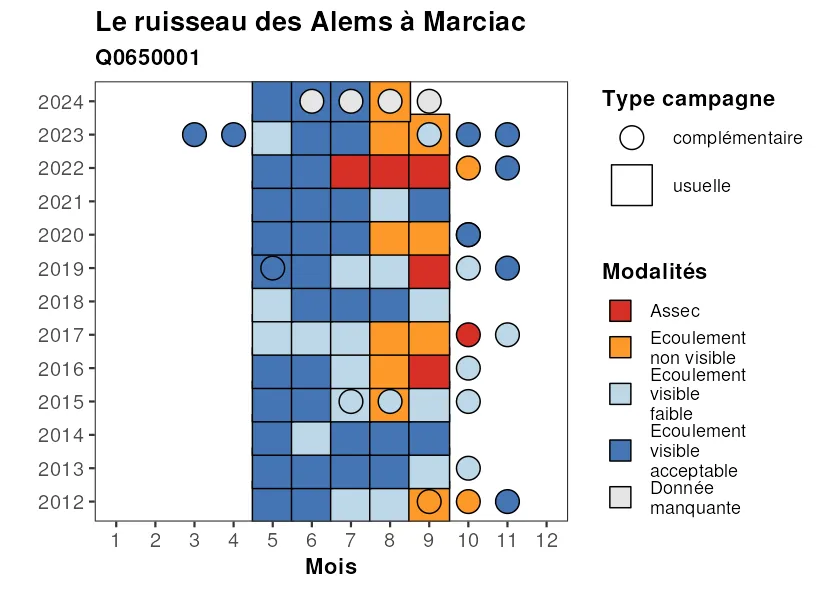 Le ruisseau des Alems à Marciac
Q0650001
2024
2023
2022
2021
2020
2019
2018
2017
2016
2015
2014
2013
2012
1 2 3 4 5 6 7 8 9 10 11 12
Mois
Type campagne
complémentaire
usuelle
Modalités
Assec
Ecoulement
non visible
Ecoulement
visible
faible
Ecoulement
visible
acceptable
Donnée
manquante